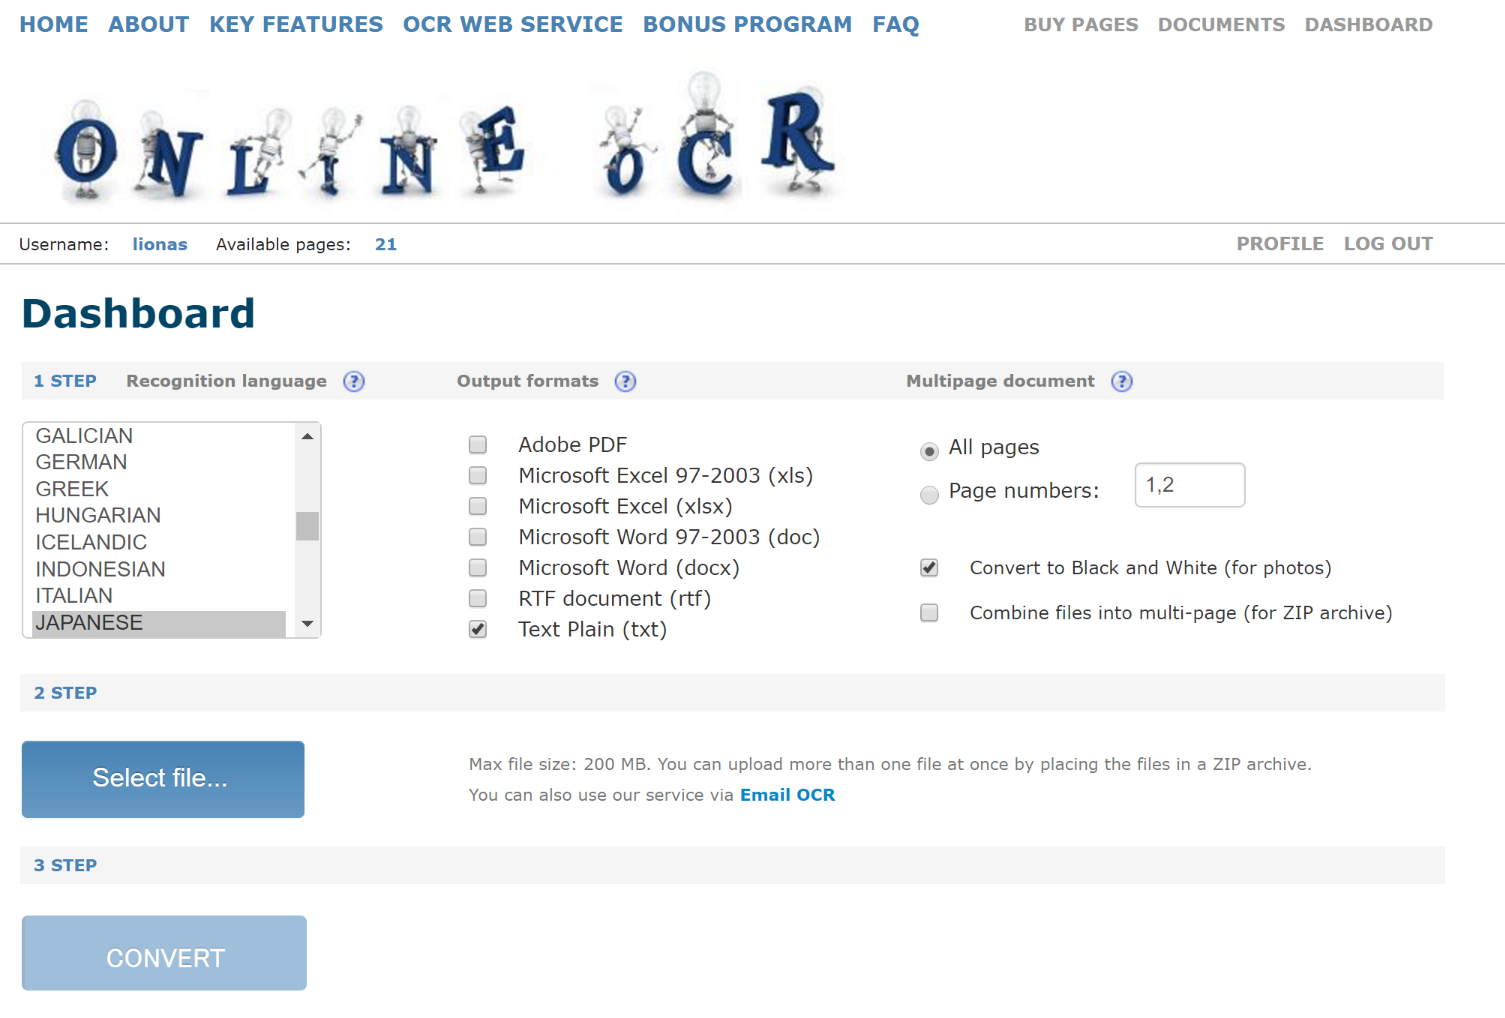 HOME ABOUT KEY FEATURES OCR WEB SERVICE BONUS PROGRAM FAQ BUY PAGES DOCUMENTS DASHBOARD
ONLINE OCR
Username: lionas Available pages: 21 PROFILE LOG OUT
Dashboard
1 STEP Recognition language ? Output formats ? Multipage document ?
GALICIAN
GERMAN
GREEK
HUNGARIAN
ICELANDIC
INDONESIAN
ITALIAN
JAPANESE
Adobe PDF
Microsoft Excel 97-2003 (xls)
Microsoft Excel (xlsx)
Microsoft Word 97-2003 (doc)
Microsoft Word (docx)
RTF document (rtf)
Text Plain (txt)
All pages
Page numbers: 1,2
Convert to Black and White (for photos)
Combine files into multi-page (for ZIP archive)
2 STEP
Select file...
Max file size: 200 MB. You can upload more than one file at once by placing the files in a ZIP archive.
You can also use our service via Email OCR
3 STEP
CONVERT